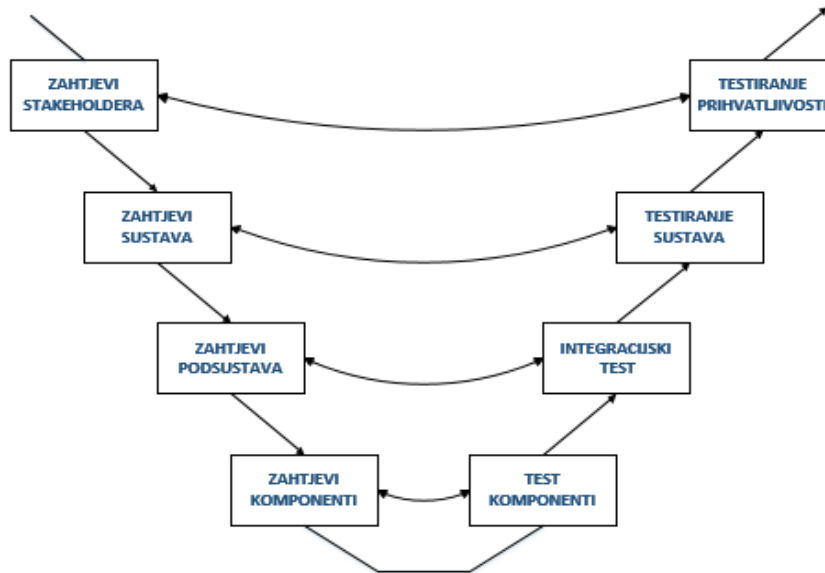 ZAHTJEVI
STAKEHOLDERA
TESTIRANJE
PRIHVATLJIVOSTI
ZAHTJEVI
SUSTAVA
TESTIRANJE
SUSTAVA
ZAHTJEVI
PODSUSTAVA
INTEGRACIJSKI
TEST
ZAHTJEVI
KOMPONENTI
TEST
KOMPONENTI